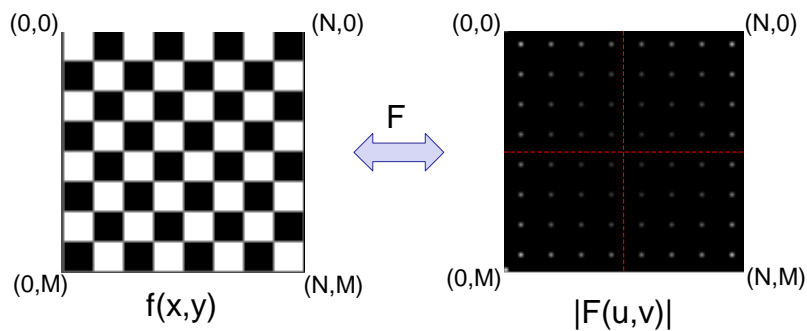 (0,0)
(N,0)
(0,0)
(N,0)
F
(0,M)
(N,M)
(0,M)
(N,M)
f(x,y)
|F(u,v)|